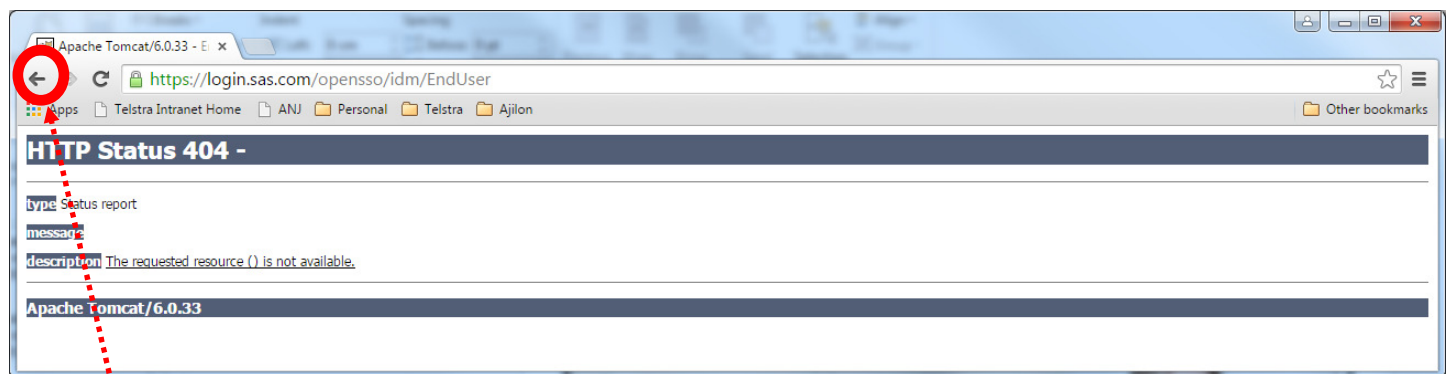 Apache Tomcat/6.0.33 - E
https://login.sas.com/opensso/idm/EndUser
Apps Telstra Intranet Home ANJ Personal Telstra Ajilon Other bookmarks
HTTP Status 404 -
type Status report
message
description The requested resource () is not available.
Apache Tomcat/6.0.33